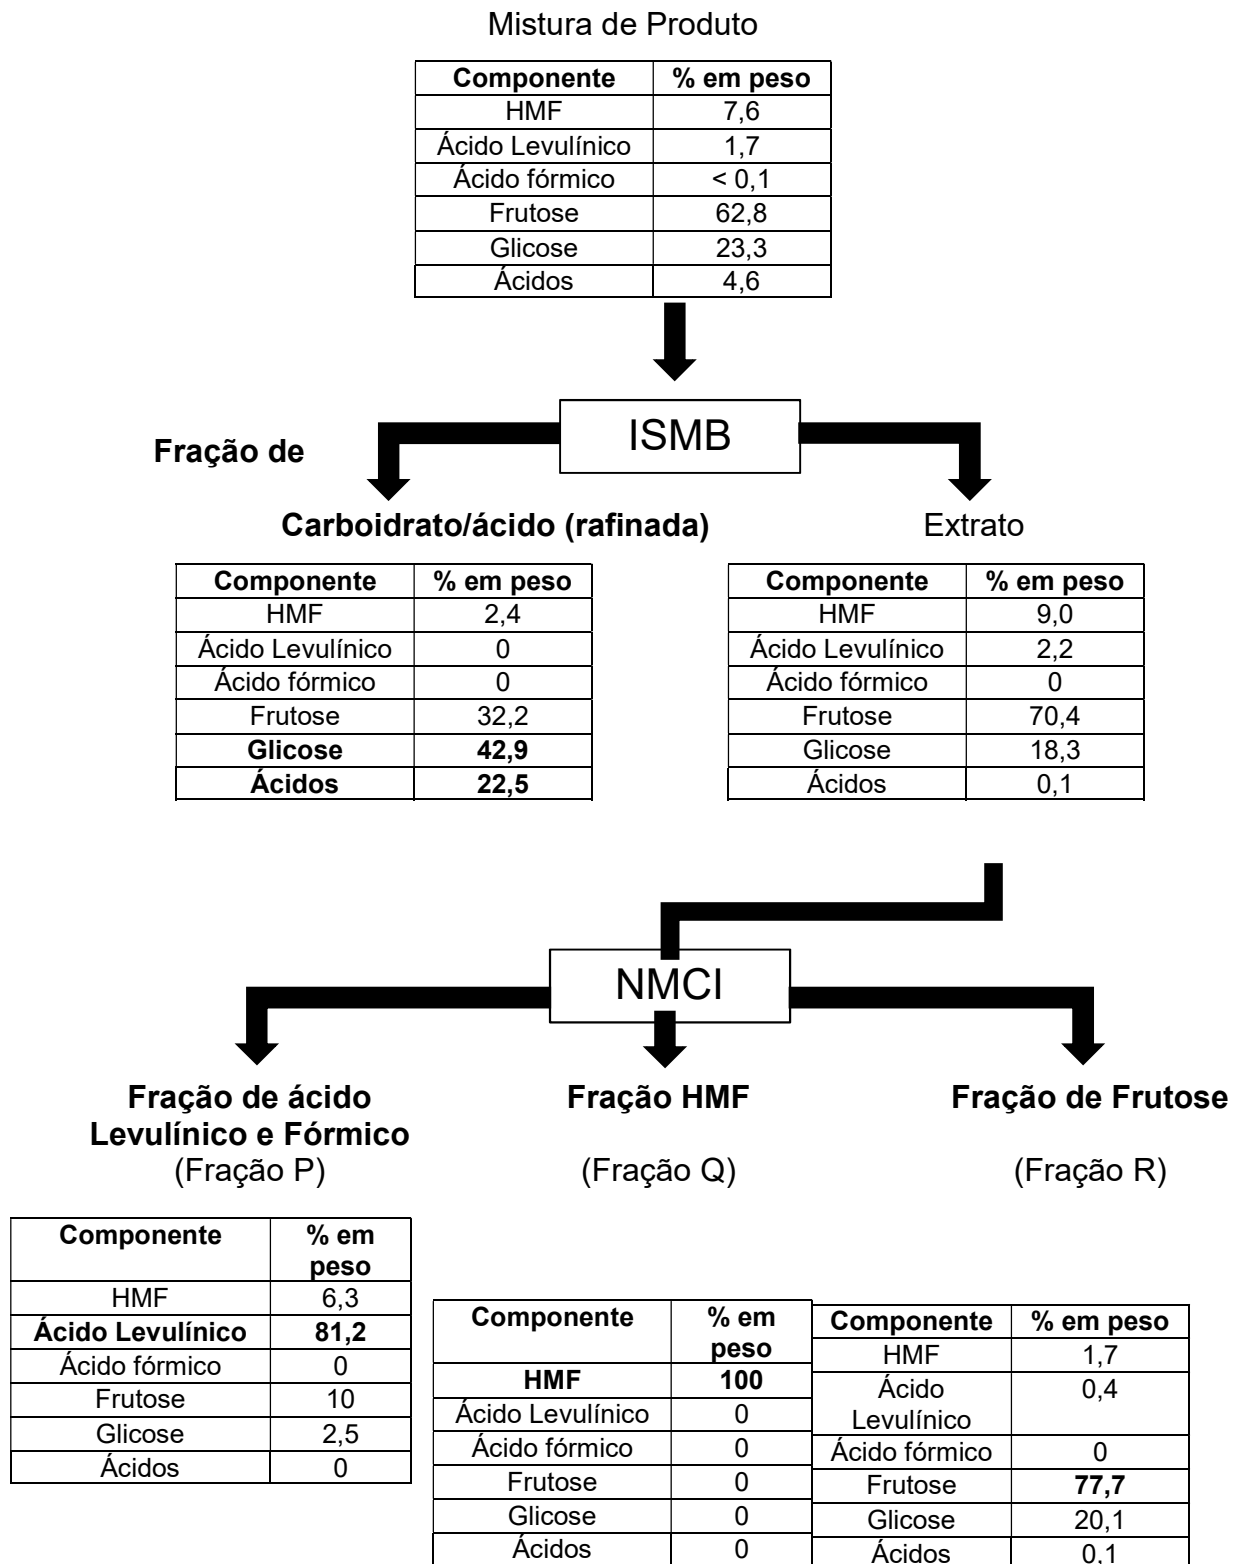 Mistura de Produto
Componente % em peso
HMF 7,6
Ácido Levulínico 1,7
Ácido fórmico < 0,1
Frutose 62,8
Glicose 23,3
Ácidos 4,6
ISMB
Fração de
Carboidrato/ácido (rafinada)
Componente % em peso
HMF 2,4
Ácido Levulínico 0
Ácido fórmico 0
Frutose 32,2
Glicose 42,9
Ácidos 22,5
Extrato
Componente % em peso
HMF 9,0
Ácido Levulínico 2,2
Ácido fórmico 0
Frutose 70,4
Glicose 18,3
Ácidos 0,1
NMCI
Fração de ácido
Levulínico e Fórmico
(Fração P)
Componente % em
peso
HMF 6,3
Ácido Levulínico 81,2
Ácido fórmico 0
Frutose 10
Glicose 2,5
Ácidos 0
Fração HMF
(Fração Q)
Componente % em
peso
HMF 100
Ácido Levulínico 0
Ácido fórmico 0
Frutose 0
Glicose 0
Ácidos 0
Fração de Frutose
(Fração R)
Componente % em peso
HMF 1,7
Ácido 0,4
Levulínico
Ácido fórmico 0
Frutose 77,7
Glicose 20,1
Ácidos 0,1